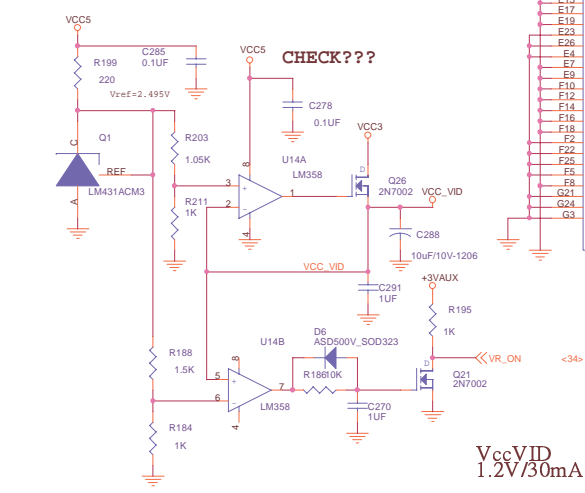 VCC5
R199
220
C285
0.1UF
Vref=2.495V
VCC5
CHECK???
C278
0.1UF
Q1
C
REF
A
LM431ACM3
R203
1.05K
R211
1K
U14A
LM358
8
3
2
1
4
+
-
VCC3
D
Q26
2N7002
VCC_VID
C288
10uF/10V-1206
VCC_VID
C291
1UF
+3VAUX
R195
1K
R188
1.5K
R184
1K
U14B
LM358
8
5
6
7
4
+
-
D6
ASD500V_SOD323
R186
10K
C270
1UF
D
Q21
2N7002
VR_ON
<34>
E17
E19
E23
E26
E4
E7
E9
F10
F12
F14
F16
F18
F2
F22
F25
F5
F8
G21
G24
G3
VccVID
1.2V/30mA